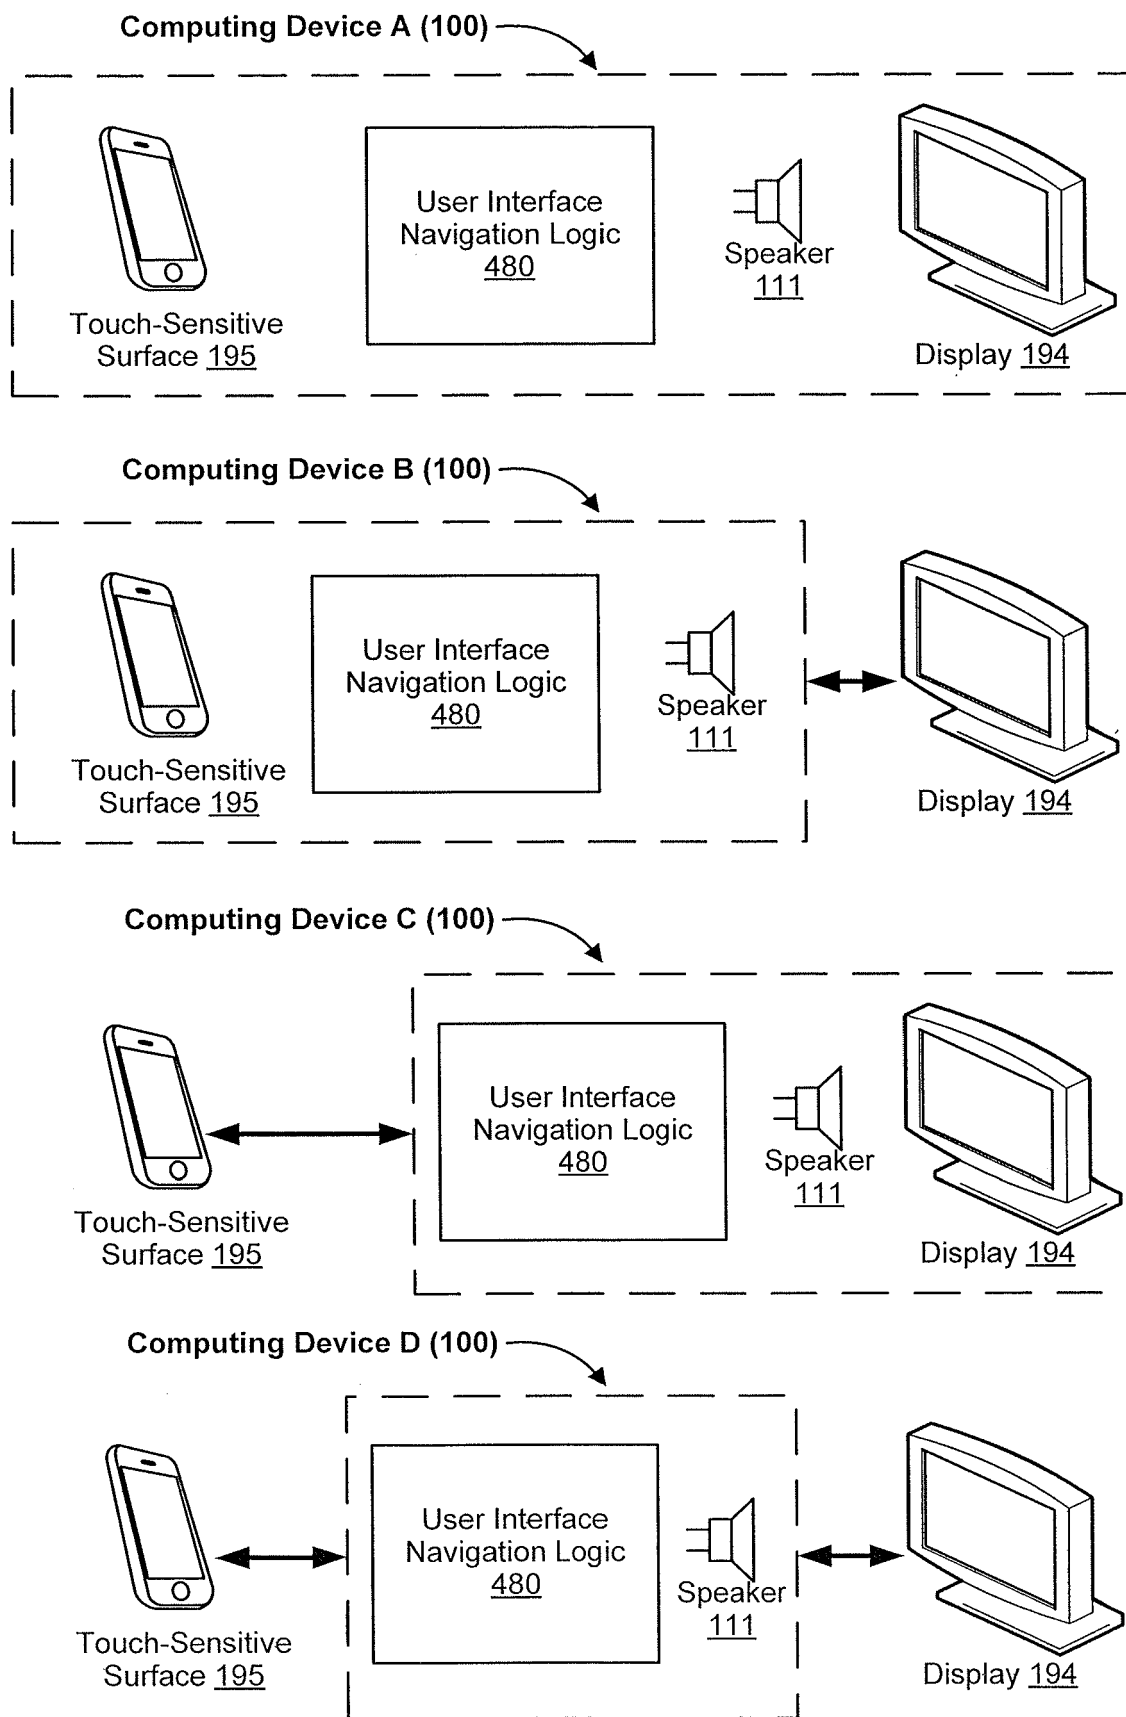 Computing Device A (100)
User Interface
Navigation Logic
480
Speaker
111
Touch-Sensitive
Surface 195
Display 194
Computing Device B (100)
User Interface
Navigation Logic
480
Speaker
111
Touch-Sensitive
Surface 195
Display 194
Computing Device C (100)
User Interface
Navigation Logic
480
Speaker
111
Touch-Sensitive
Surface 195
Display 194
Computing Device D (100)
User Interface
Navigation Logic
480
Speaker
111
Touch-Sensitive
Surface 195
Display 194